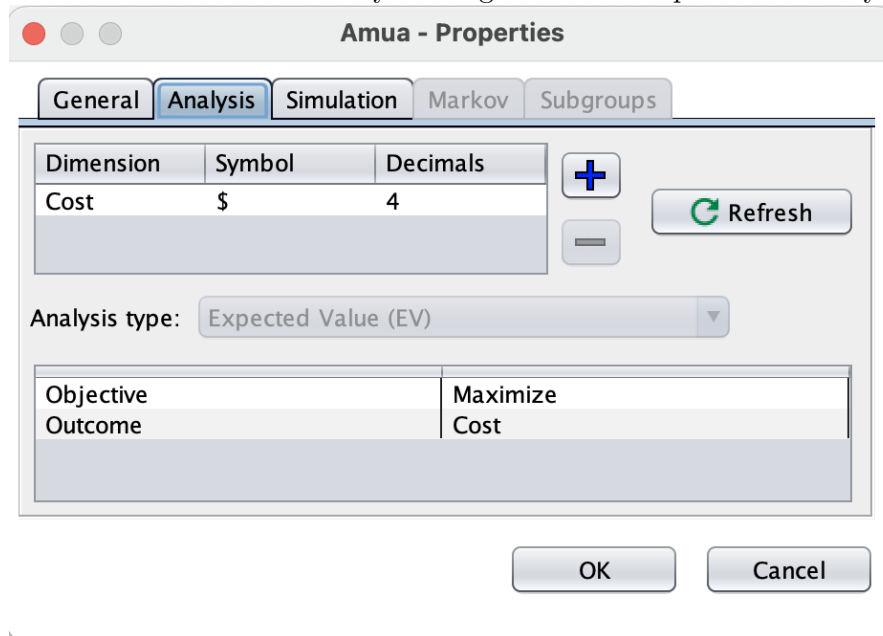 Amua - Properties
General Analysis Simulation Markov Subgroups
Dimension Symbol Decimals
Cost $ 4
Refresh
Analysis type: Expected Value (EV)
Objective Maximize
Outcome Cost
OK Cancel